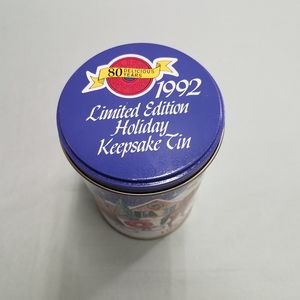 80 DELICIOUS YEARS
1992
Limited Edition
Holiday
Keepsake Tin